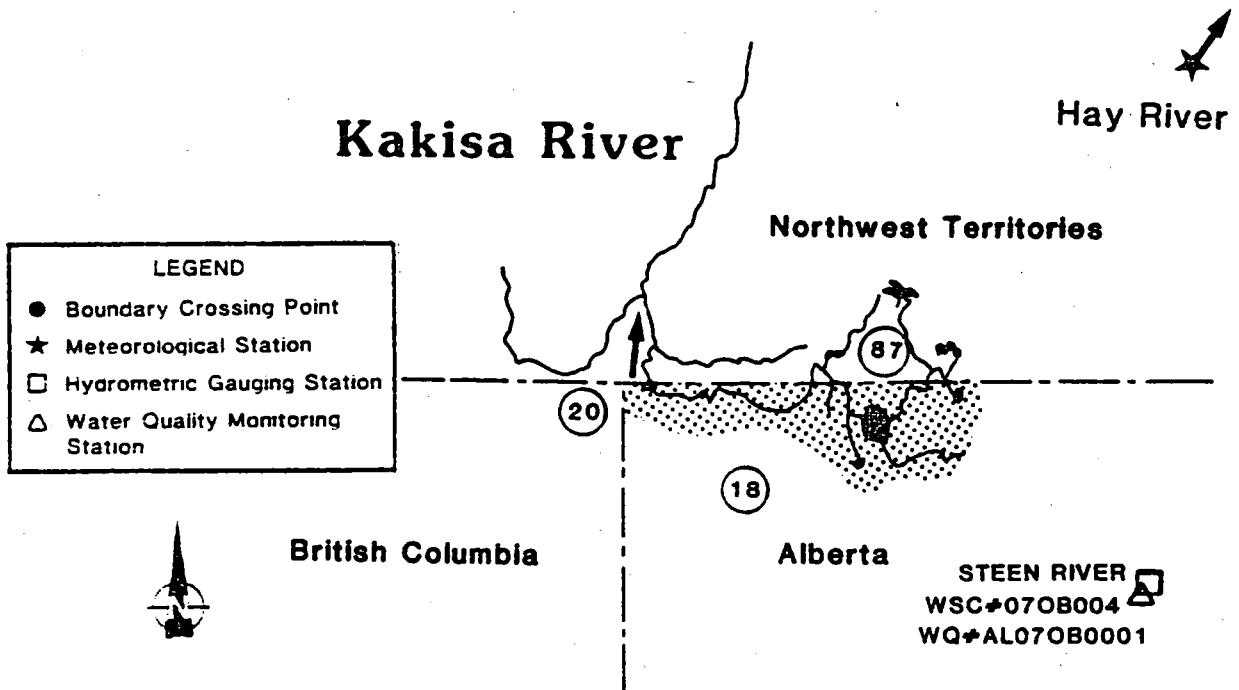 Hay River
Kakisa River
Northwest Territories
LEGEND
Boundary Crossing Point
Meteorological Station
Hydrometric Gauging Station
Water Quality Monitoring
Station
87
20
18
British Columbia
Alberta
STEEN RIVER
WSC#07OB004
WQ#AL07OB0001